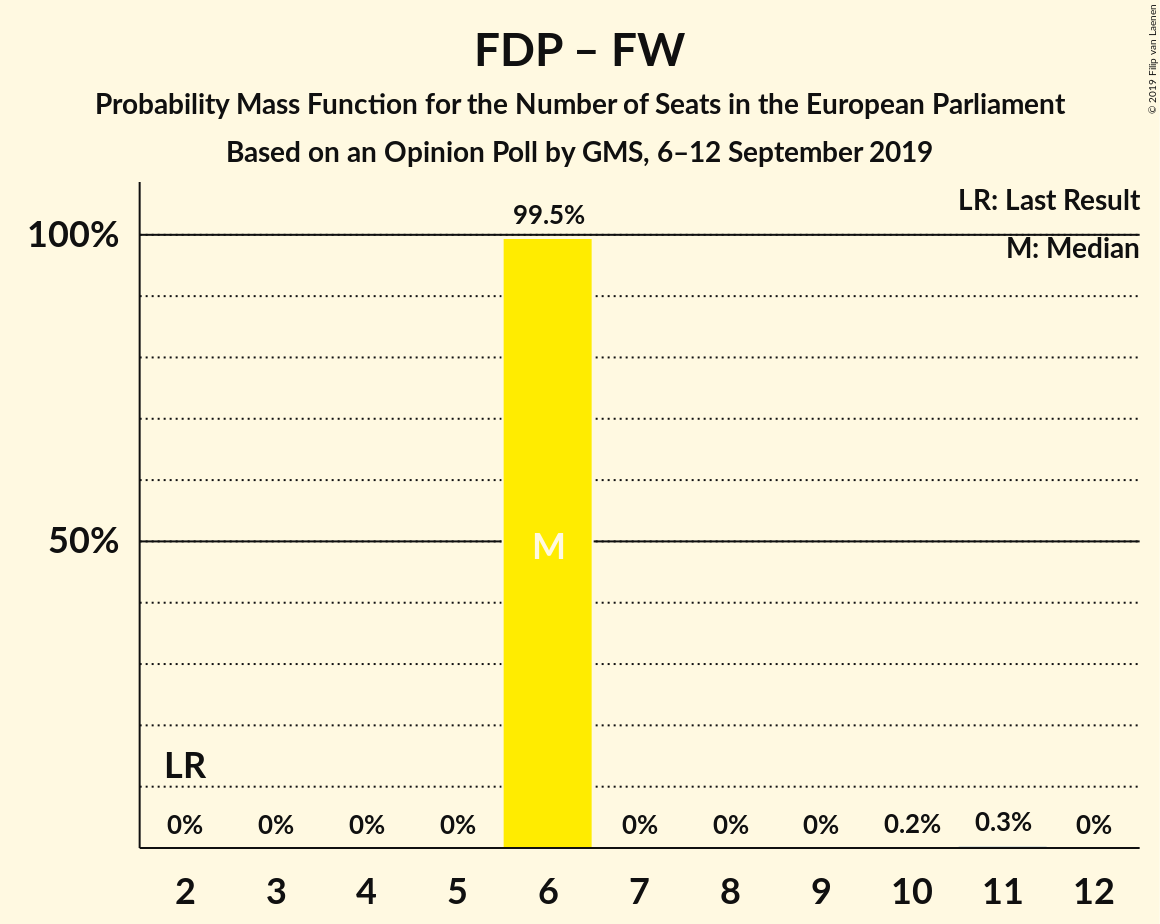 FDP – FW
Probability Mass Function for the Number of Seats in the European Parliament
Based on an Opinion Poll by GMS, 6–12 September 2019
© 2019 Filip van Laenen
LR: Last Result
M: Median
100%
50%
99.5%
M
LR
0% 0% 0% 0% 0% 0% 0% 0.2% 0.3% 0%
2 3 4 5 6 7 8 9 10 11 12